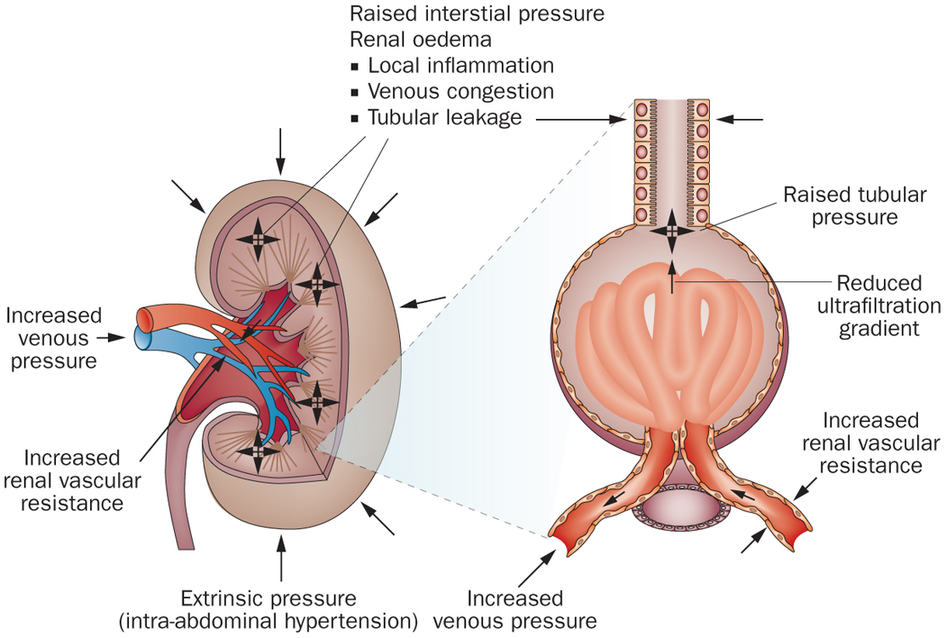 Raised interstial pressure
Renal oedema
▪ Local inflammation
▪ Venous congestion
▪ Tubular leakage
Raised tubular
pressure
Reduced
ultrafiltration
gradient
Increased
venous
pressure
Increased
renal vascular
resistance
Increased
renal vascular
resistance
Extrinsic pressure
(intra-abdominal hypertension)
Increased
venous pressure